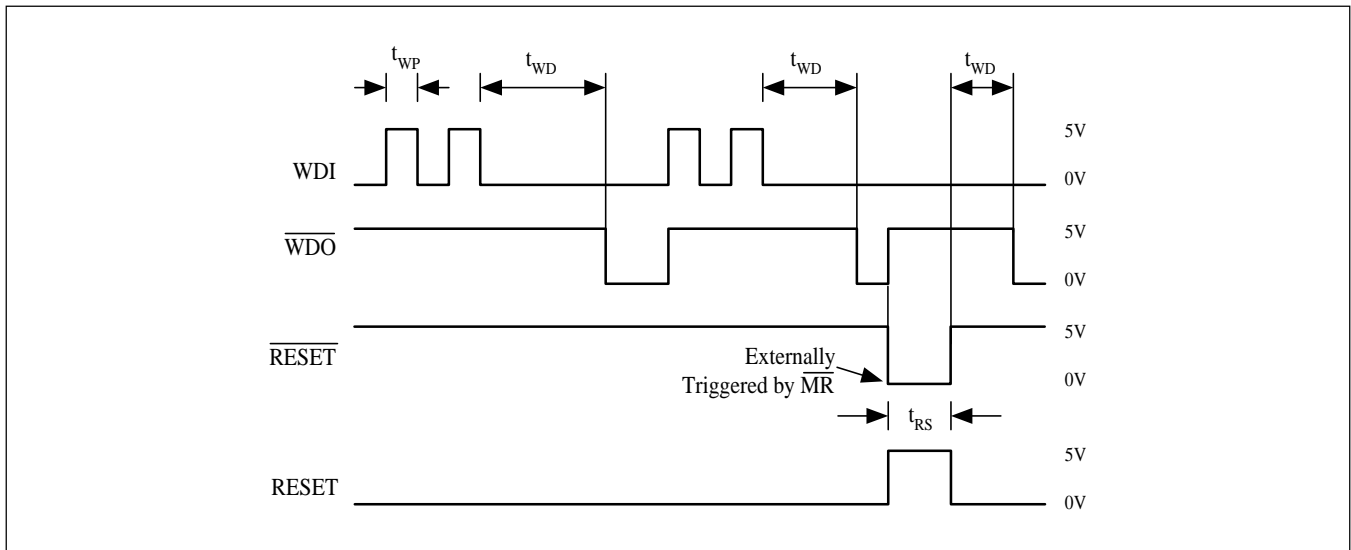 tWP
tWD
tWD
tWD
WDI
5V
0V
WDO
5V
0V
RESET
5V
0V
Externally
Triggered by MR
tRS
RESET
5V
0V